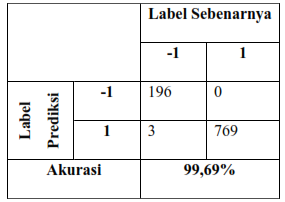 Label Sebenarnya
-1 1
Label Prediksi
-1 196 0
1 3 769
Akurasi 99,69%